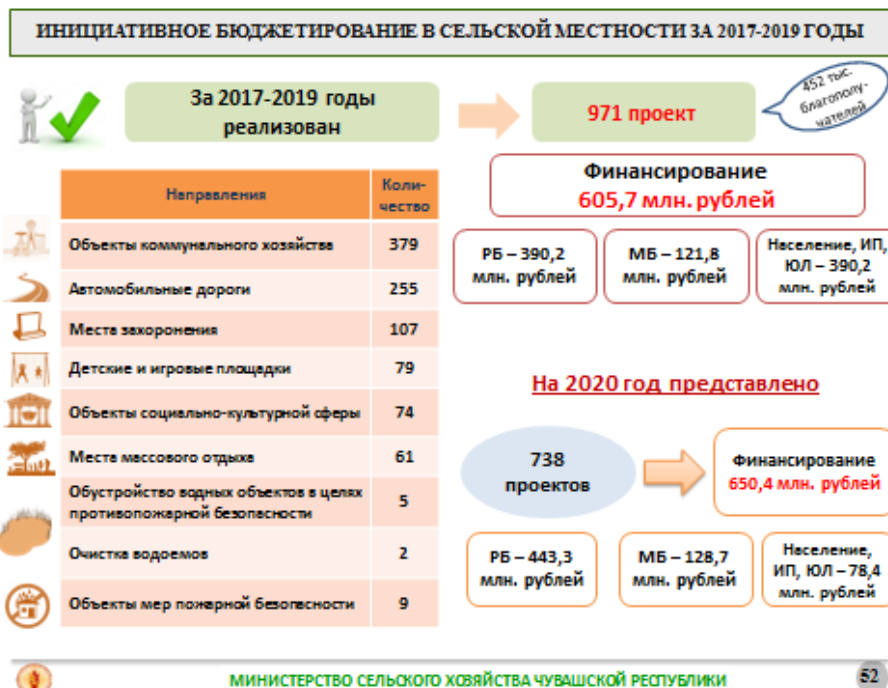 ИНИЦИАТИВНОЕ БЮДЖЕТИРОВАНИЕ В СЕЛЬСКОЙ МЕСТНОСТИ ЗА 2017-2019 ГОДЫ
За 2017-2019 годы
реализован
971 проект
452 тыс.
благополу-
чателей
Направления
Коли-
чество
Объекты коммунального хозяйства 379
Автомобильные дороги 255
Места захоронения 107
Детские и игровые площадки 79
Объекты социально-культурной сферы 74
Места массового отдыха 61
Обустройство водных объектов в целях
противопожарной безопасности 5
Очистка водоемов 2
Объекты мер пожарной безопасности 9
Финансирование
605,7 млн. рублей
РБ – 390,2
млн. рублей
МБ – 121,8
млн. рублей
Население, ИП,
ЮЛ – 390,2
млн. рублей
На 2020 год представлено
738
проектов
Финансирование
650,4 млн. рублей
РБ – 443,3
млн. рублей
МБ – 128,7
млн. рублей
Население,
ИП, ЮЛ – 78,4
млн. рублей
МИНИСТЕРСТВО СЕЛЬСКОГО ХОЗЯЙСТВА ЧУВАШСКОЙ РЕСПУБЛИКИ
52